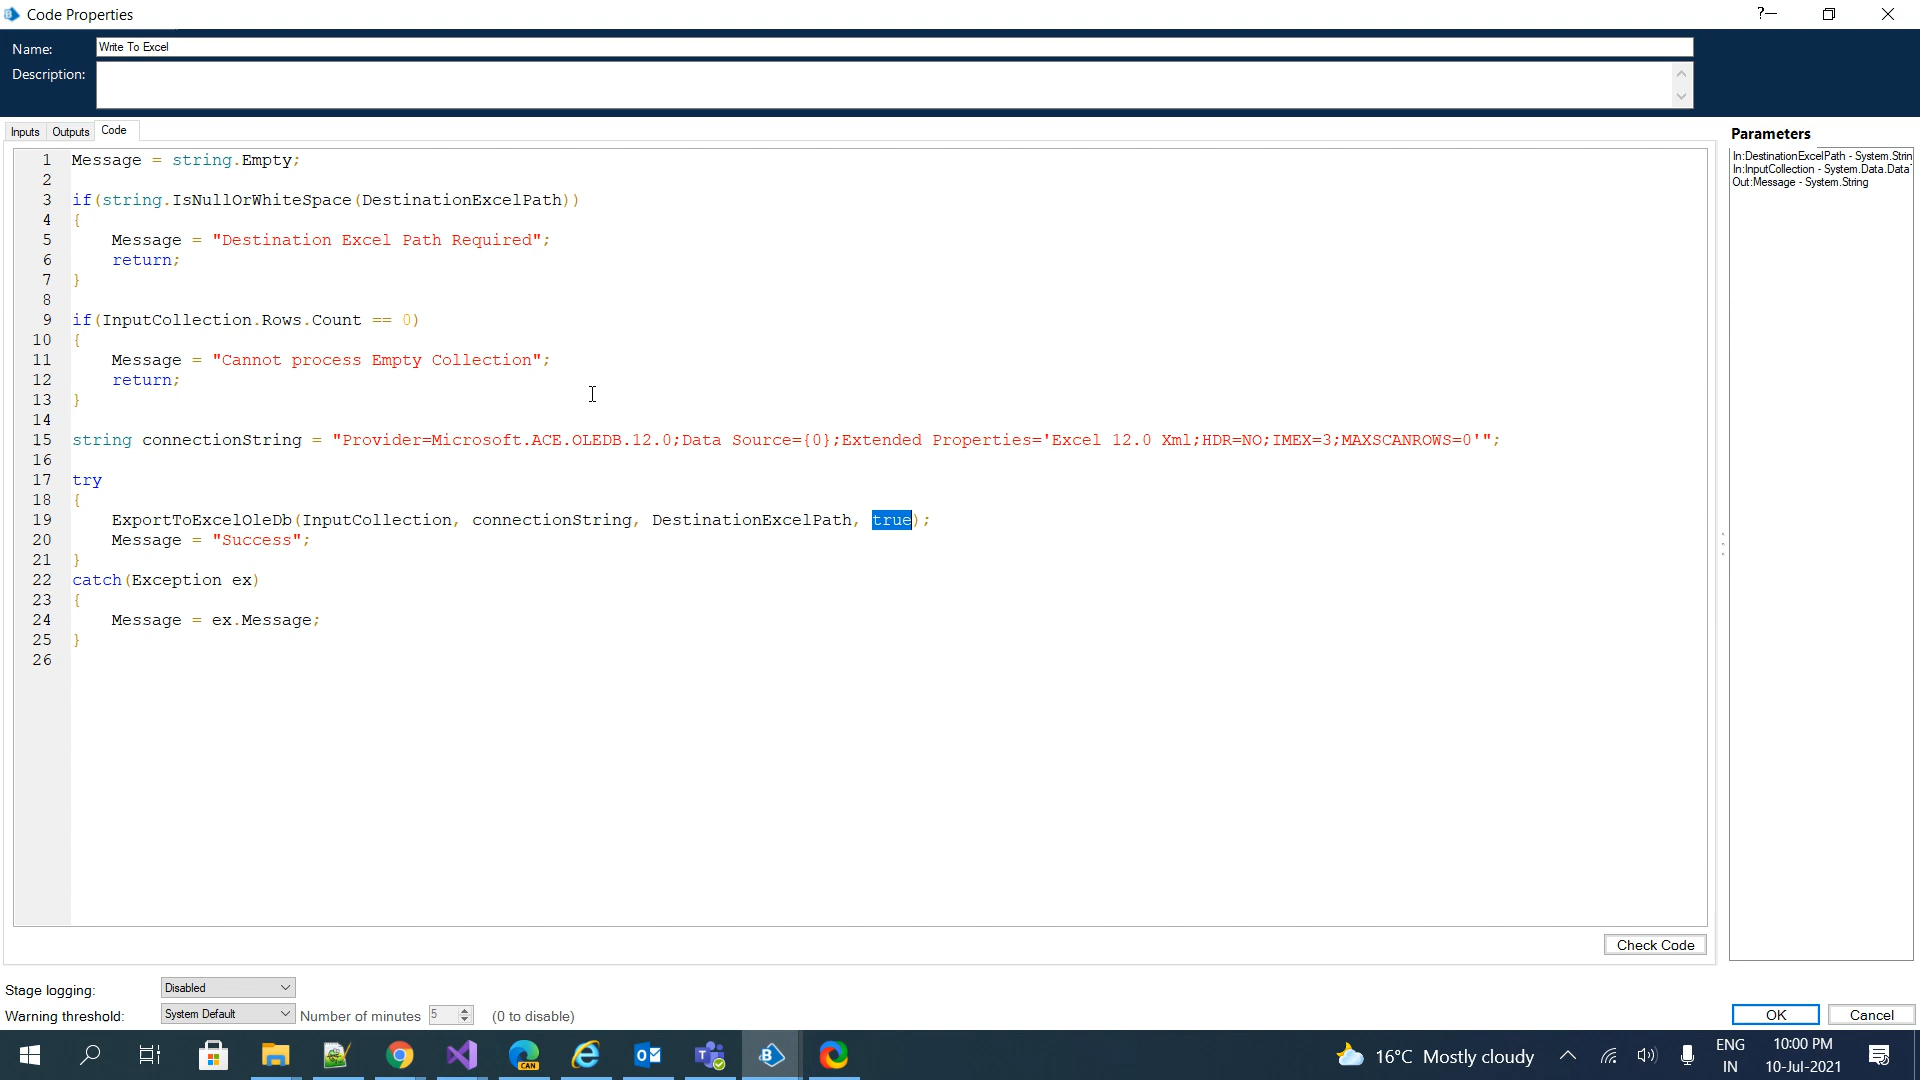 Code Properties
?
Name:
Write To Excel
Description:
Inputs Outputs Code
Parameters
In:DestinationExcelPath - System.Strin
In:InputCollection - System.Data.Data
Out:Message - System.String
1 Message = string.Empty;
2
3 if(string.IsNullOrWhiteSpace(DestinationExcelPath))
4 {
5 Message = "Destination Excel Path Required";
6 return;
7 }
8
9 if(InputCollection.Rows.Count == 0)
10 {
11 Message = "Cannot process Empty Collection";
12 return;
13 }
14
15 string connectionString = "Provider=Microsoft.ACE.OLEDB.12.0;Data Source={0};Extended Properties='Excel 12.0 Xml;HDR=NO;IMEX=3;MAXSCANROWS=0'";
16
17 try
18 {
19 ExportToExcelOleDb(InputCollection, connectionString, DestinationExcelPath, true);
20 Message = "Success";
21 }
22 catch(Exception ex)
23 {
24 Message = ex.Message;
25 }
26
Check Code
Stage logging: Disabled
Warning threshold: System Default Number of minutes 5 (0 to disable)
OK Cancel
CAN
16°C Mostly cloudy
ENG
IN
10:00 PM
10-Jul-2021